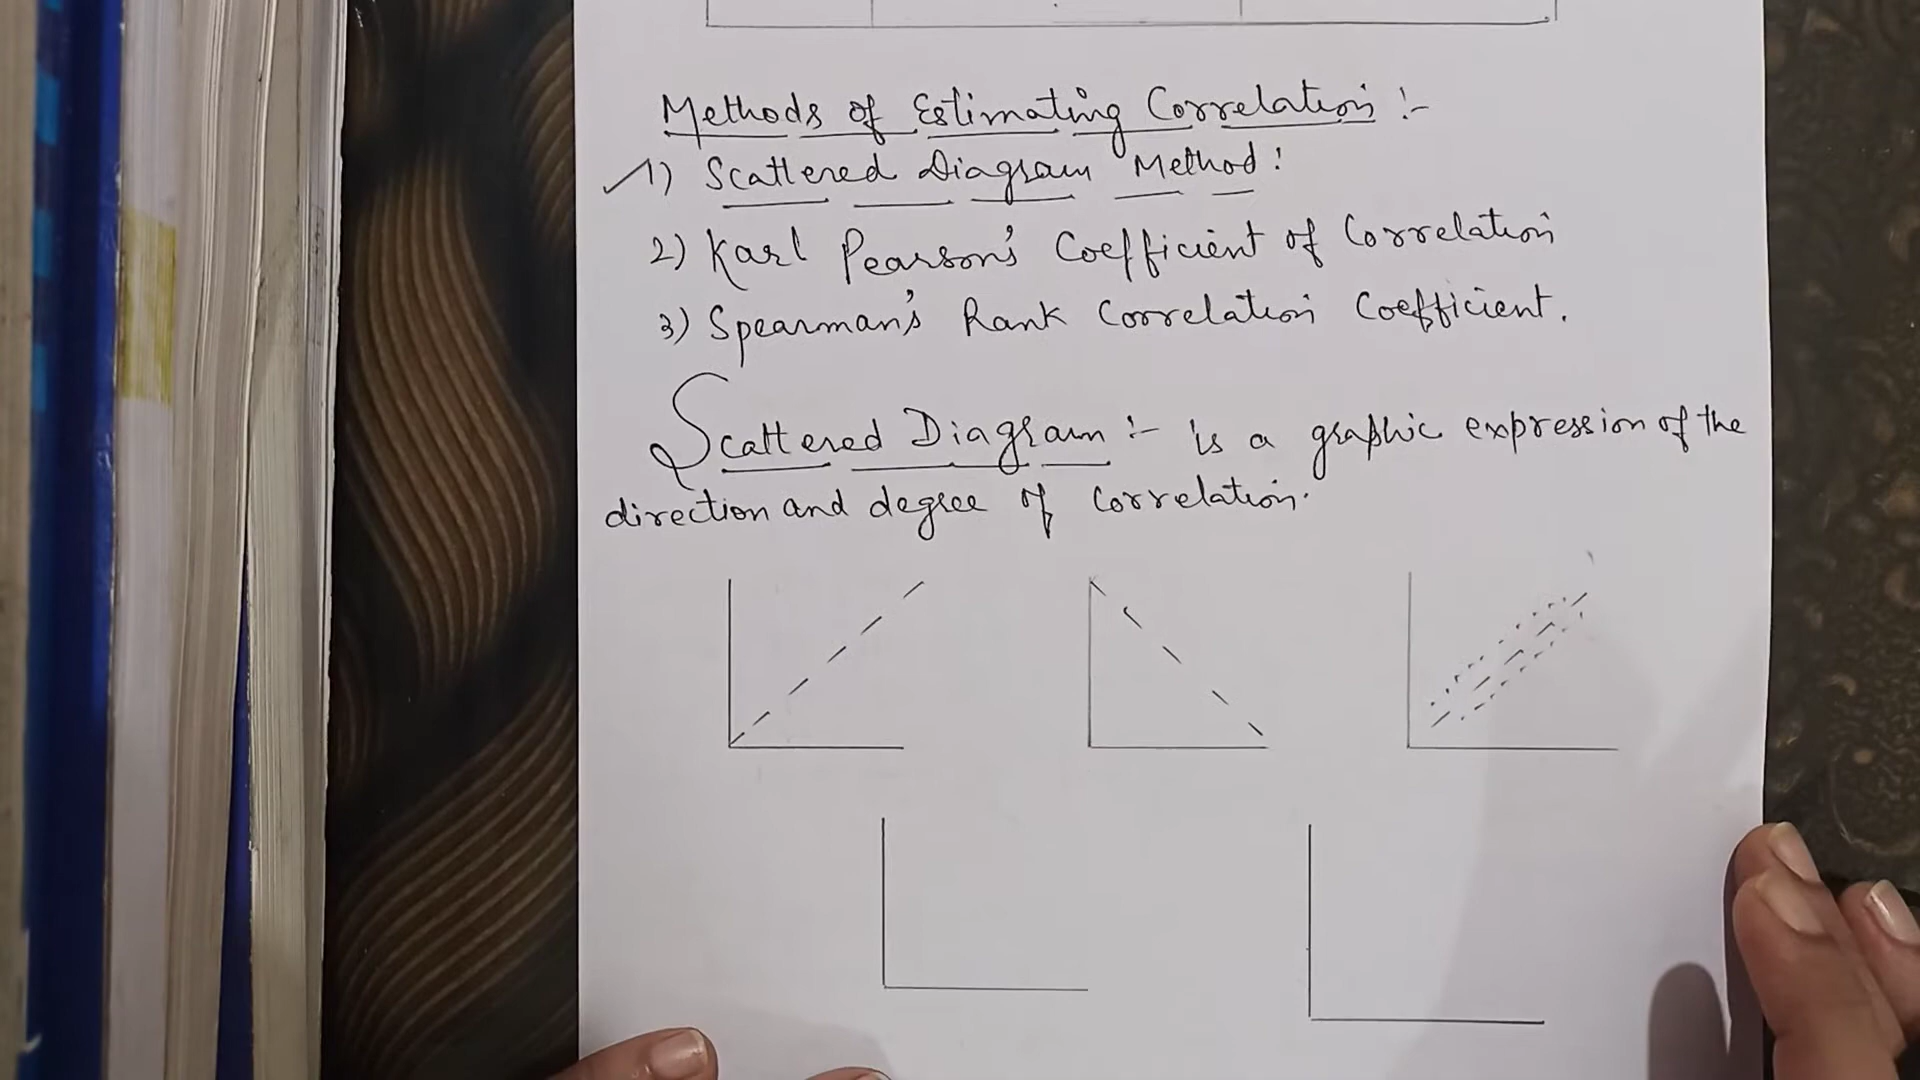 Methods of Estimating Correlation :-
1) Scattered Diagram Method :
2) Karl Pearson's Coefficient of Correlation
3) Spearman's Rank Correlation Coefficient.
Scattered Diagram :- is a graphic expression of the
direction and degree of correlation.